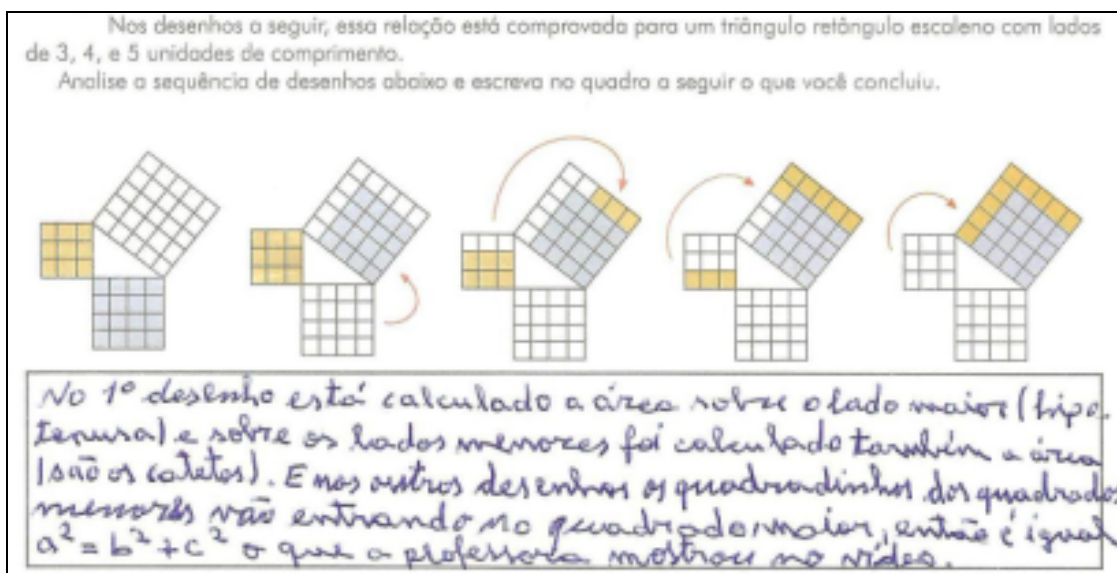 Nos desenhos a seguir, essa relação está comprovada para um triângulo retângulo escaleno com lados
de 3, 4, e 5 unidades de comprimento.
Analise a sequência de desenhos abaixo e escreva no quadro a seguir o que você concluiu.
No 1º desenho está calculado a área sobre o lado maior (hipo-
tenusa) e sobre os lados menores foi calculado também a área
(são os catetos). E nos outros desenhos os quadradinhos dos quadrados
menores vão entrando no quadrado maior, então é igual
a² = b² + c² o que a professora mostrou no vídeo.